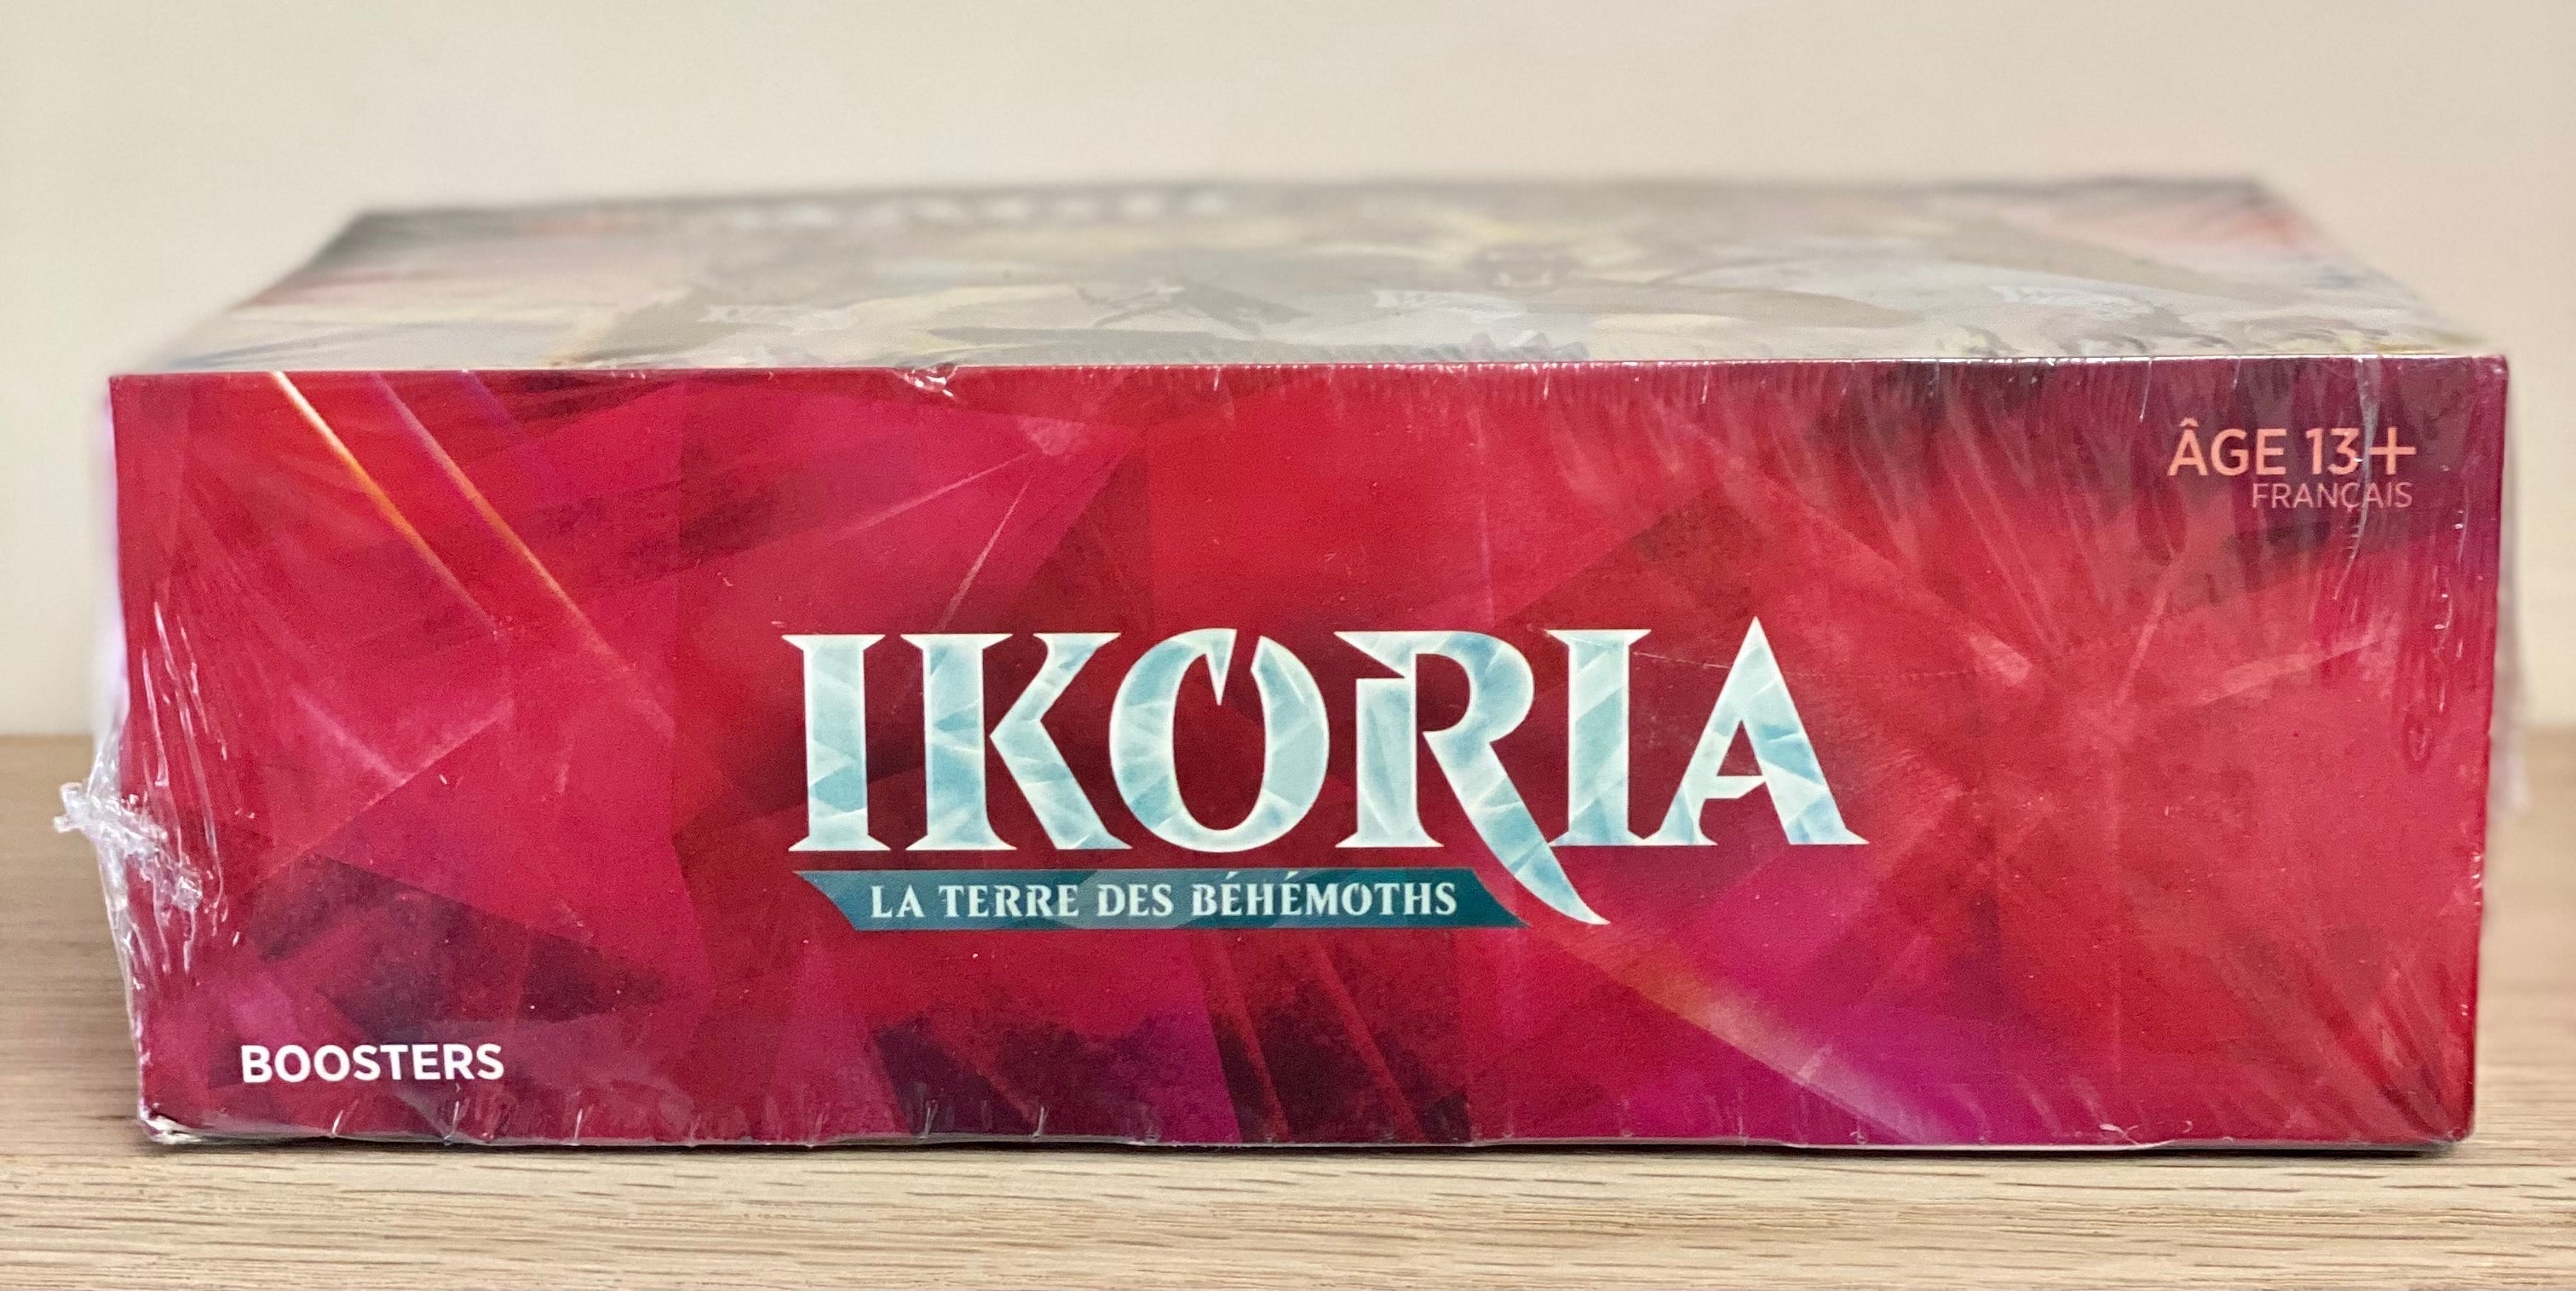 ÂGE 13+
FRANÇAIS
IKORIA
LA TERRE DES BÉHÉMOTHS
BOOSTERS